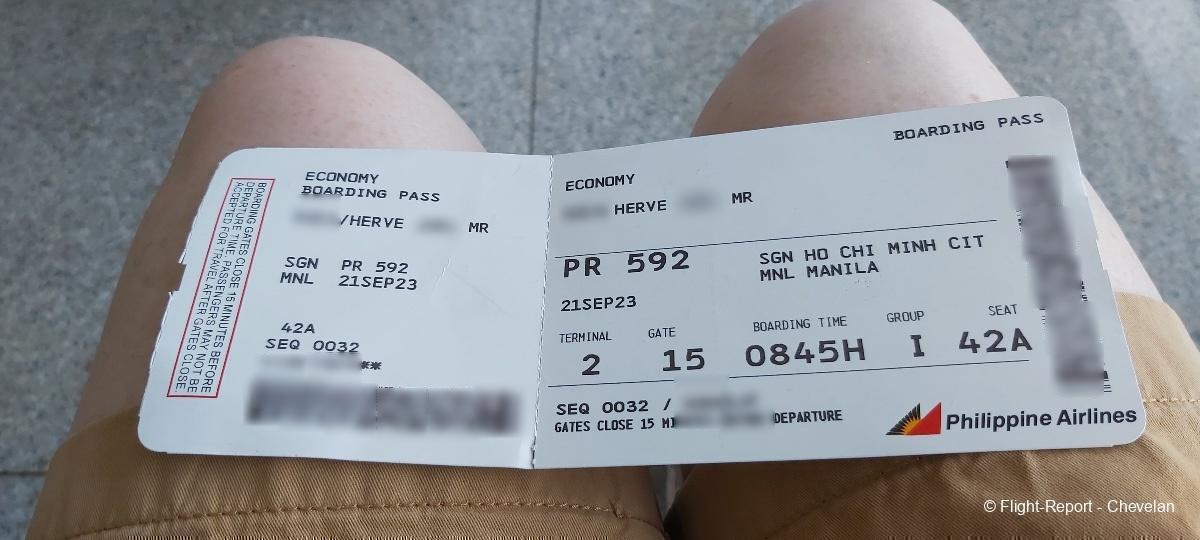 BOARDING GATES CLOSE 15 MINUTES BEFORE
DEPARTURE TIME. PASSENGERS MAY NOT BE
ACCEPTED FOR TRAVEL AFTER GATES CLOSE
ECONOMY
BOARDING PASS
/HERVE MR
SGN PR 592
MNL 21SEP23
42A
SEQ 0032
**
BOARDING PASS
ECONOMY
HERVE MR
PR 592
SGN HO CHI MINH CIT
MNL MANILA
21SEP23
TERMINAL GATE BOARDING TIME GROUP SEAT
2 15 0845H I 42A
SEQ 0032 /
GATES CLOSE 15 MI DEPARTURE
Philippine Airlines
© Flight-Report - Chevelan